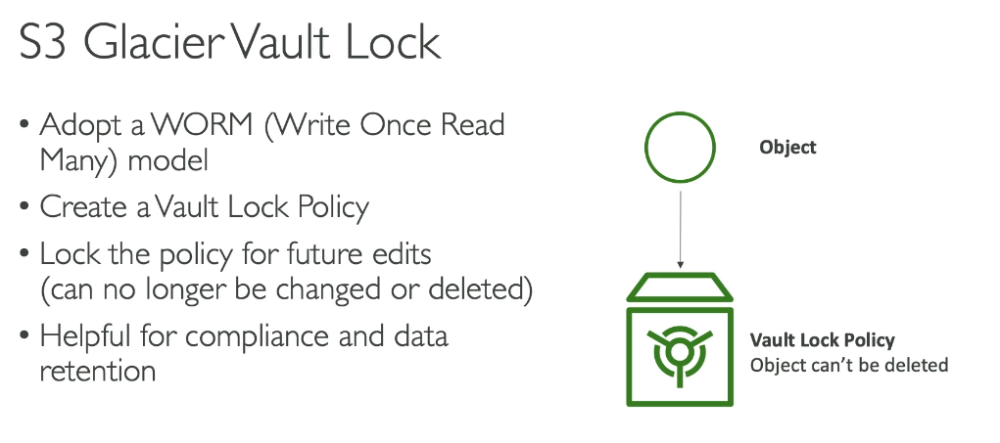 S3 Glacier Vault Lock
• Adopt a WORM (Write Once Read
Many) model
• Create a Vault Lock Policy
• Lock the policy for future edits
(can no longer be changed or deleted)
• Helpful for compliance and data
retention
Object
Vault Lock Policy
Object can't be deleted